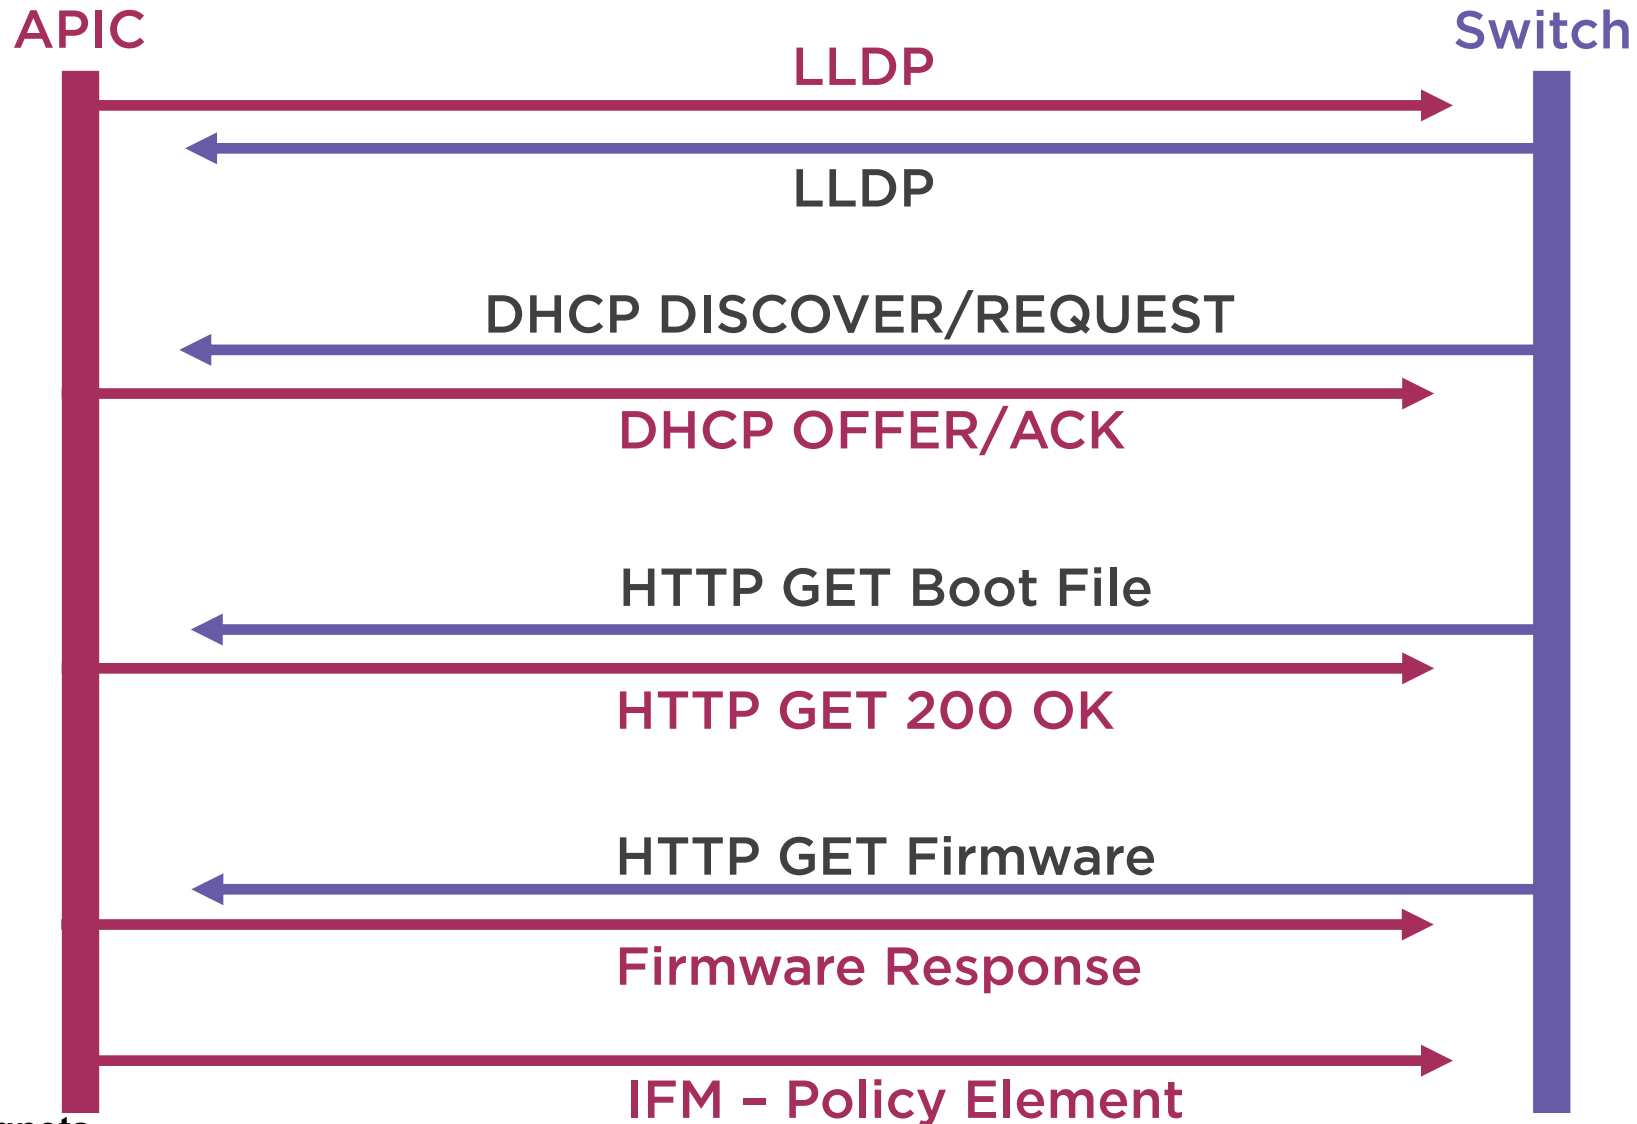 APIC
Switch
LLDP
LLDP
DHCP DISCOVER/REQUEST
DHCP OFFER/ACK
HTTP GET Boot File
HTTP GET 200 OK
HTTP GET Firmware
Firmware Response
IFM – Policy Element